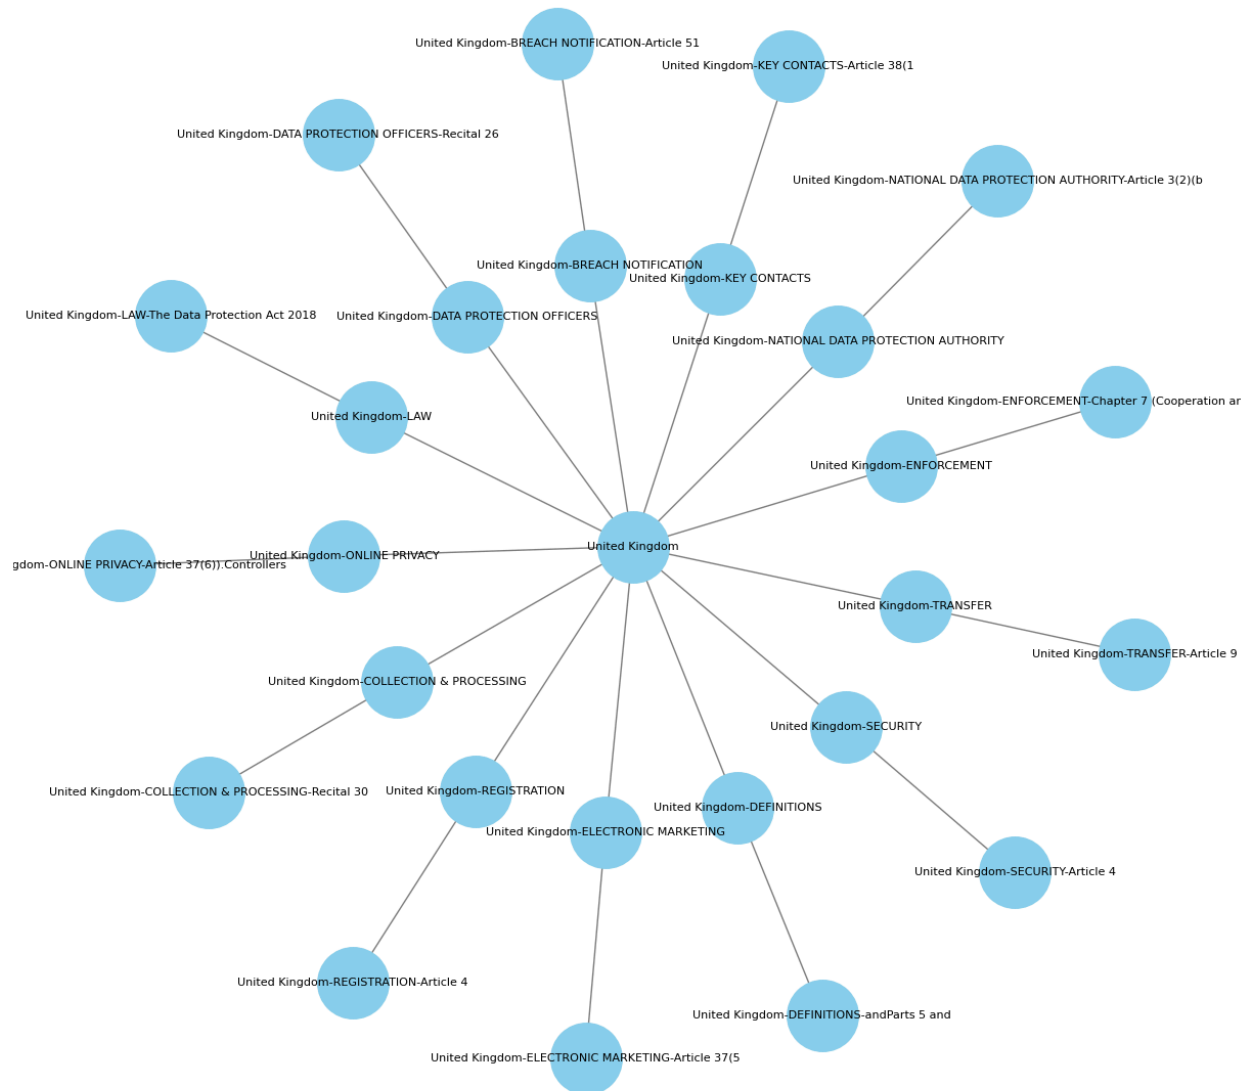 United Kingdom-BREACH NOTIFICATION-Article 51
United Kingdom-KEY CONTACTS-Article 38(1
United Kingdom-DATA PROTECTION OFFICERS-Recital 26
United Kingdom-NATIONAL DATA PROTECTION AUTHORITY-Article 3(2)(b
United Kingdom-BREACH NOTIFICATION
United Kingdom-KEY CONTACTS
United Kingdom-LAW-The Data Protection Act 2018
United Kingdom-DATA PROTECTION OFFICERS
United Kingdom-NATIONAL DATA PROTECTION AUTHORITY
United Kingdom-ENFORCEMENT-Chapter 7 (Cooperation ar
United Kingdom-LAW
United Kingdom-ENFORCEMENT
United Kingdom
gdom-ONLINE PRIVACY-Article 37(6)).Controllers
United Kingdom-ONLINE PRIVACY
United Kingdom-TRANSFER
United Kingdom-TRANSFER-Article 9
United Kingdom-COLLECTION & PROCESSING
United Kingdom-SECURITY
United Kingdom-COLLECTION & PROCESSING-Recital 30
United Kingdom-REGISTRATION
United Kingdom-DEFINITIONS
United Kingdom-ELECTRONIC MARKETING
United Kingdom-SECURITY-Article 4
United Kingdom-REGISTRATION-Article 4
United Kingdom-DEFINITIONS-andParts 5 and
United Kingdom-ELECTRONIC MARKETING-Article 37(5